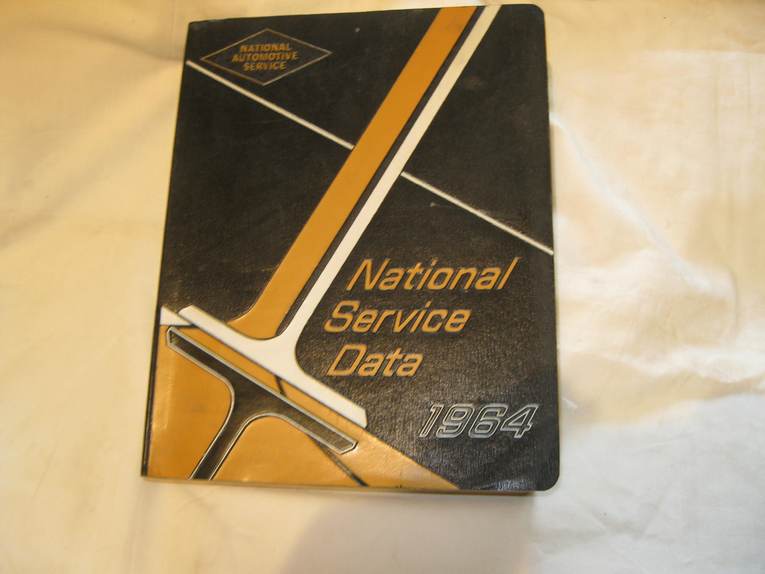 NATIONAL
AUTOMOTIVE
SERVICE
National
Service
Data
1964